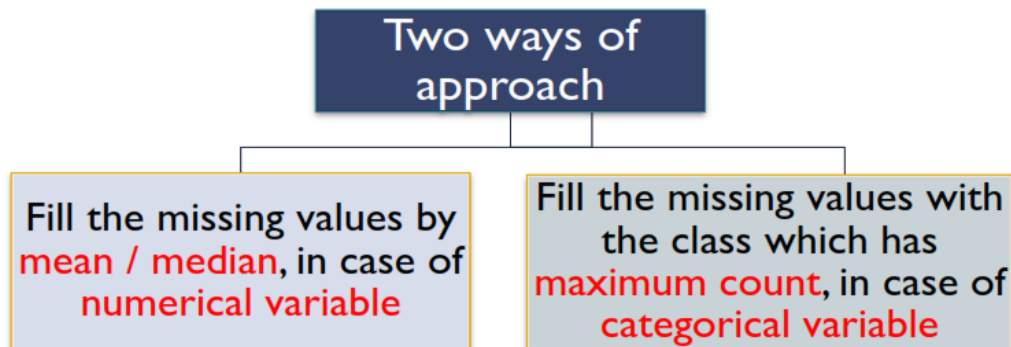 Two ways of
approach
Fill the missing values by
mean / median, in case of
numerical variable
Fill the missing values with
the class which has
maximum count, in case of
categorical variable